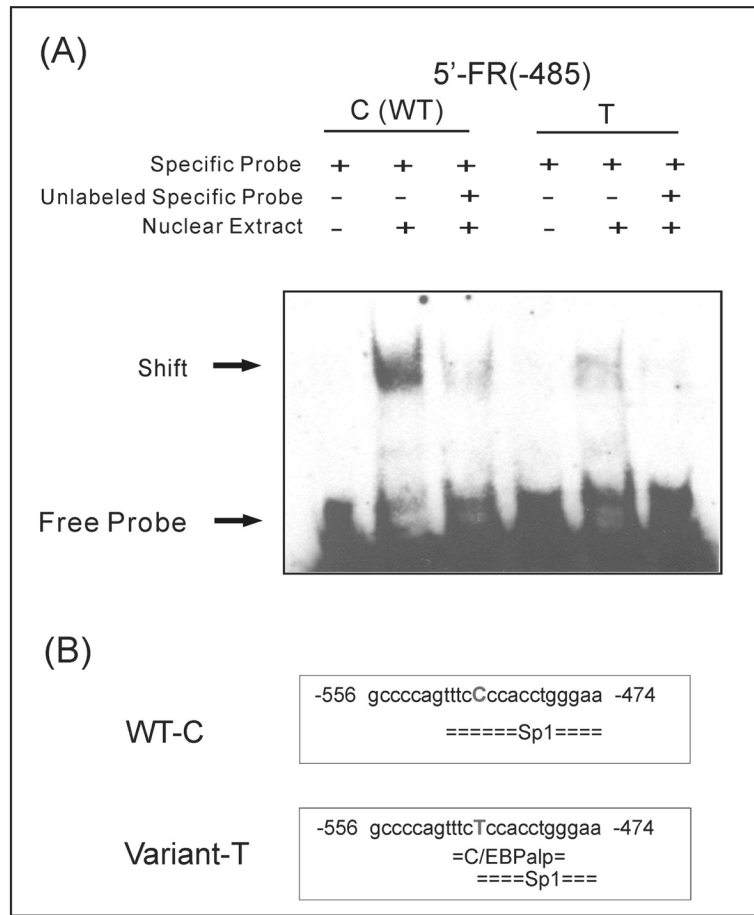 (A)
5'-FR(-485)
C (WT) T
Specific Probe + + + + + +
Unlabeled Specific Probe – – + – – +
Nuclear Extract – + + – + +
Shift
Free Probe
(B)
WT-C
-556 gccccagtttcCccacctgggaa -474
======Sp1====
Variant-T
-556 gccccagtttcTccacctgggaa -474
=C/EBPalp=
====Sp1===